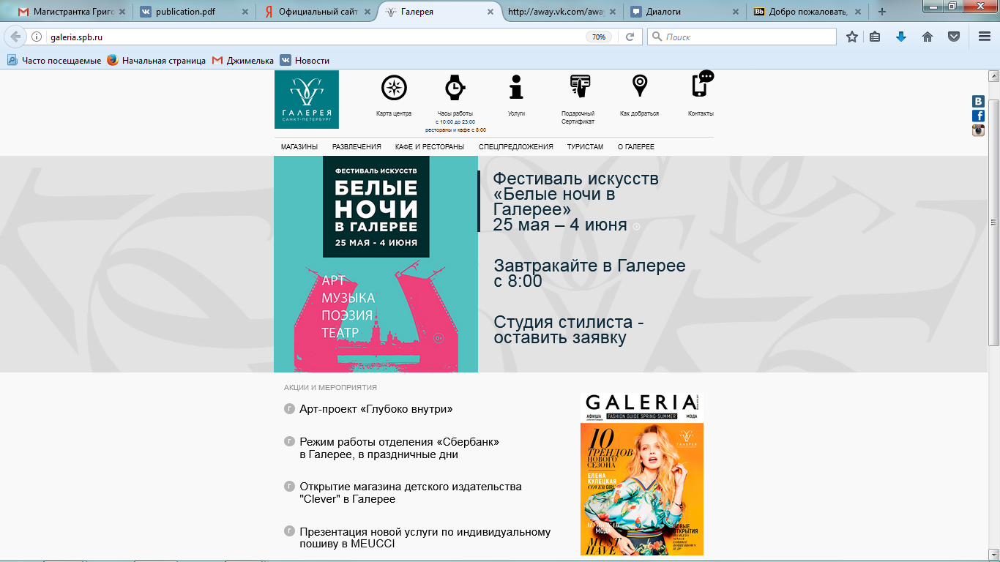 Магистрантка Григо
publication.pdf
Официальный сайт
Галерея
http://away.vk.com/away
Диалоги
Bb Добро пожаловать,
galeria.spb.ru
70%
Поиск
Часто посещаемые
Начальная страница
Джимелька
Новости
ГАЛЕРЕЯ
САНКТ-ПЕТЕРБУРГ
Карта центра
Часы работы
с 10:00 до 23:00
рестораны и кафе с 8:00
Услуги
Подарочный
Сертификат
Как добраться
Контакты
МАГАЗИНЫ РАЗВЛЕЧЕНИЯ КАФЕ И РЕСТОРАНЫ СПЕЦПРЕДЛОЖЕНИЯ ТУРИСТАМ О ГАЛЕРЕЕ
ФЕСТИВАЛЬ ИСКУССТВ
БЕЛЫЕ
НОЧИ
В ГАЛЕРЕЕ
25 МАЯ - 4 ИЮНЯ
АРТ
МУЗЫКА
ПОЭЗИЯ
ТЕАТР
0+
Фестиваль искусств
«Белые ночи в
Галерее»
25 мая – 4 июня
Завтракайте в Галерее
с 8:00
Студия стилиста -
оставить заявку
АКЦИИ И МЕРОПРИЯТИЯ
Арт-проект «Глубоко внутри»
Режим работы отделения «Сбербанк»
в Галерее, в праздничные дни
Открытие магазина детского издательства
"Clever" в Галерее
Презентация новой услуги по индивидуальному
пошиву в MEUCCI
GALERIA
АФИША
FASHION GUIDE SPRING-SUMMER
МОДА
10
ТРЕНДОВ
НОВОГО
СЕЗОНА
ЕЛЕНА
КУЛЕЦКАЯ
COVER GIRL
ГАЛЕРЕЯ
МУЖСКАЯ
МОДА
MUST
HAVE
НОВЫЕ
ОТКРЫТИЯ